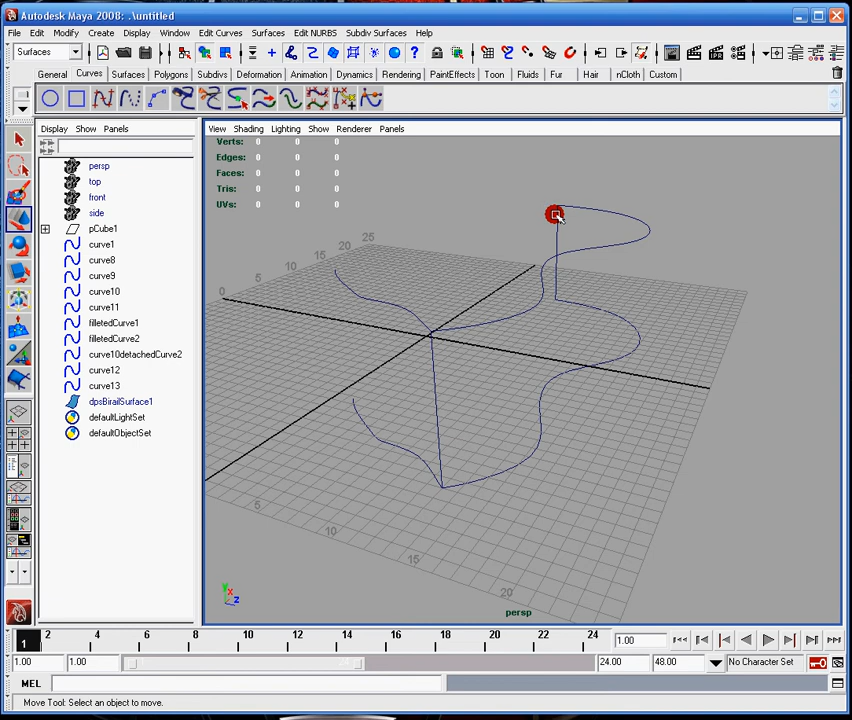 Autodesk Maya 2008: .\untitled
File Edit Modify Create Display Window Edit Curves Surfaces Edit NURBS Subdiv Surfaces Help
Surfaces
General Curves Surfaces Polygons Subdivs Deformation Animation Dynamics Rendering PaintEffects Toon Fluids Fur Hair nCloth Custom
Display Show Panels
View Shading Lighting Show Renderer Panels
Verts: 0 0 0
Edges: 0 0 0
Faces: 0 0 0
Tris: 0 0 0
UVs: 0 0 0
persp
top
front
side
pCube1
curve1
curve8
curve9
curve10
curve11
filletedCurve1
filletedCurve2
curve10detachedCurve2
curve12
curve13
dpsBirailSurface1
defaultLightSet
defaultObjectSet
0 5 10 15 20 25
5 10 15 20
y x z
persp
1 2 4 6 8 10 12 14 16 18 20 22 24
1.00
1.00 1.00 24 24.00 48.00 No Character Set
MEL
Move Tool: Select an object to move.